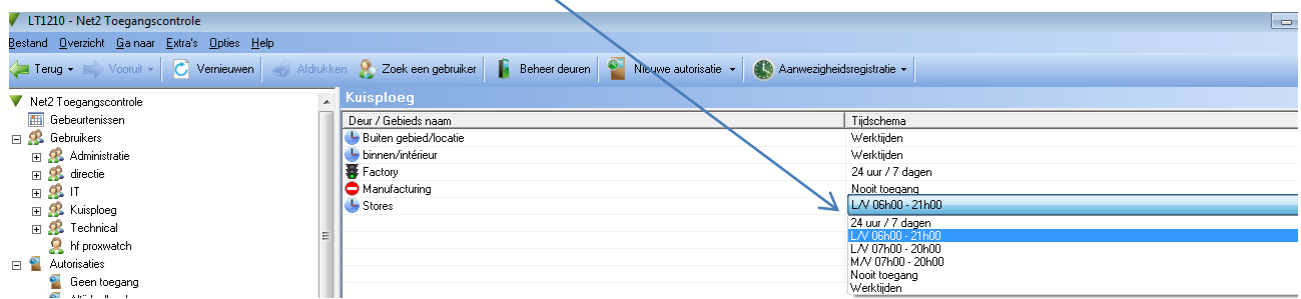 LT1210 - Net2 Toegangscontrole
Bestand Overzicht Ga naar Extra's Opties Help
Terug Vooruit Vernieuwen Afdrukken Zoek een gebruiker Beheer deuren Nieuwe autorisatie Aanwezigheidsregistratie
Net2 Toegangscontrole
Gebeurtenissen
Gebruikers
Administratie
directie
IT
Kuisploeg
Technical
hf proxwatch
Autorisaties
Geen toegang
Kuisploeg
Deur / Gebieds naam Tijdschema
Buiten gebied/locatie Werktijden
binnen/intérieur Werktijden
Factory 24 uur / 7 dagen
Manufacturing Nooit toegang
Stores L/V 06h00 - 21h00
24 uur / 7 dagen
L/V 06h00 - 21h00
L/V 07h00 - 20h00
M/V 07h00 - 20h00
Nooit toegang
Werktijden